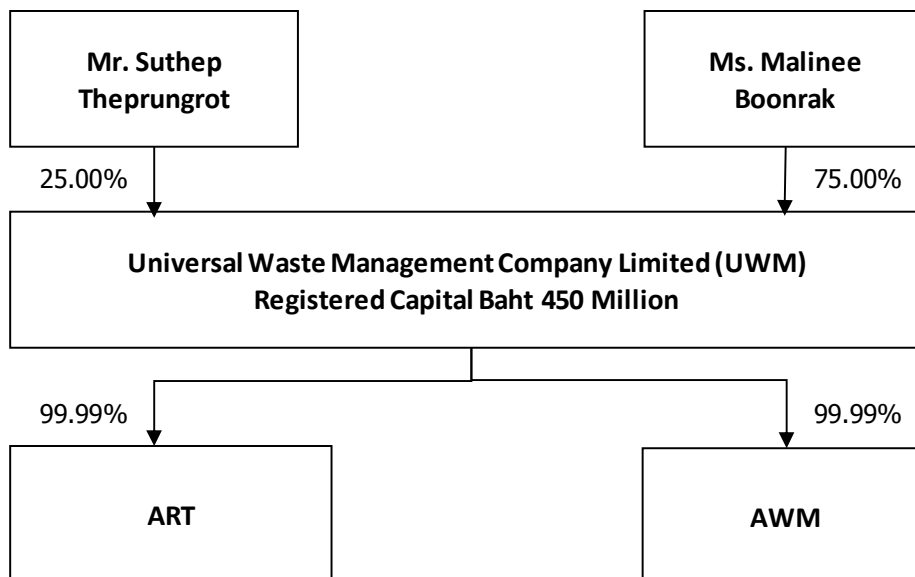 Mr. Suthep
Theprungrot
Ms. Malinee
Boonrak
25.00%
75.00%
Universal Waste Management Company Limited (UWM)
Registered Capital Baht 450 Million
99.99%
99.99%
ART
AWM